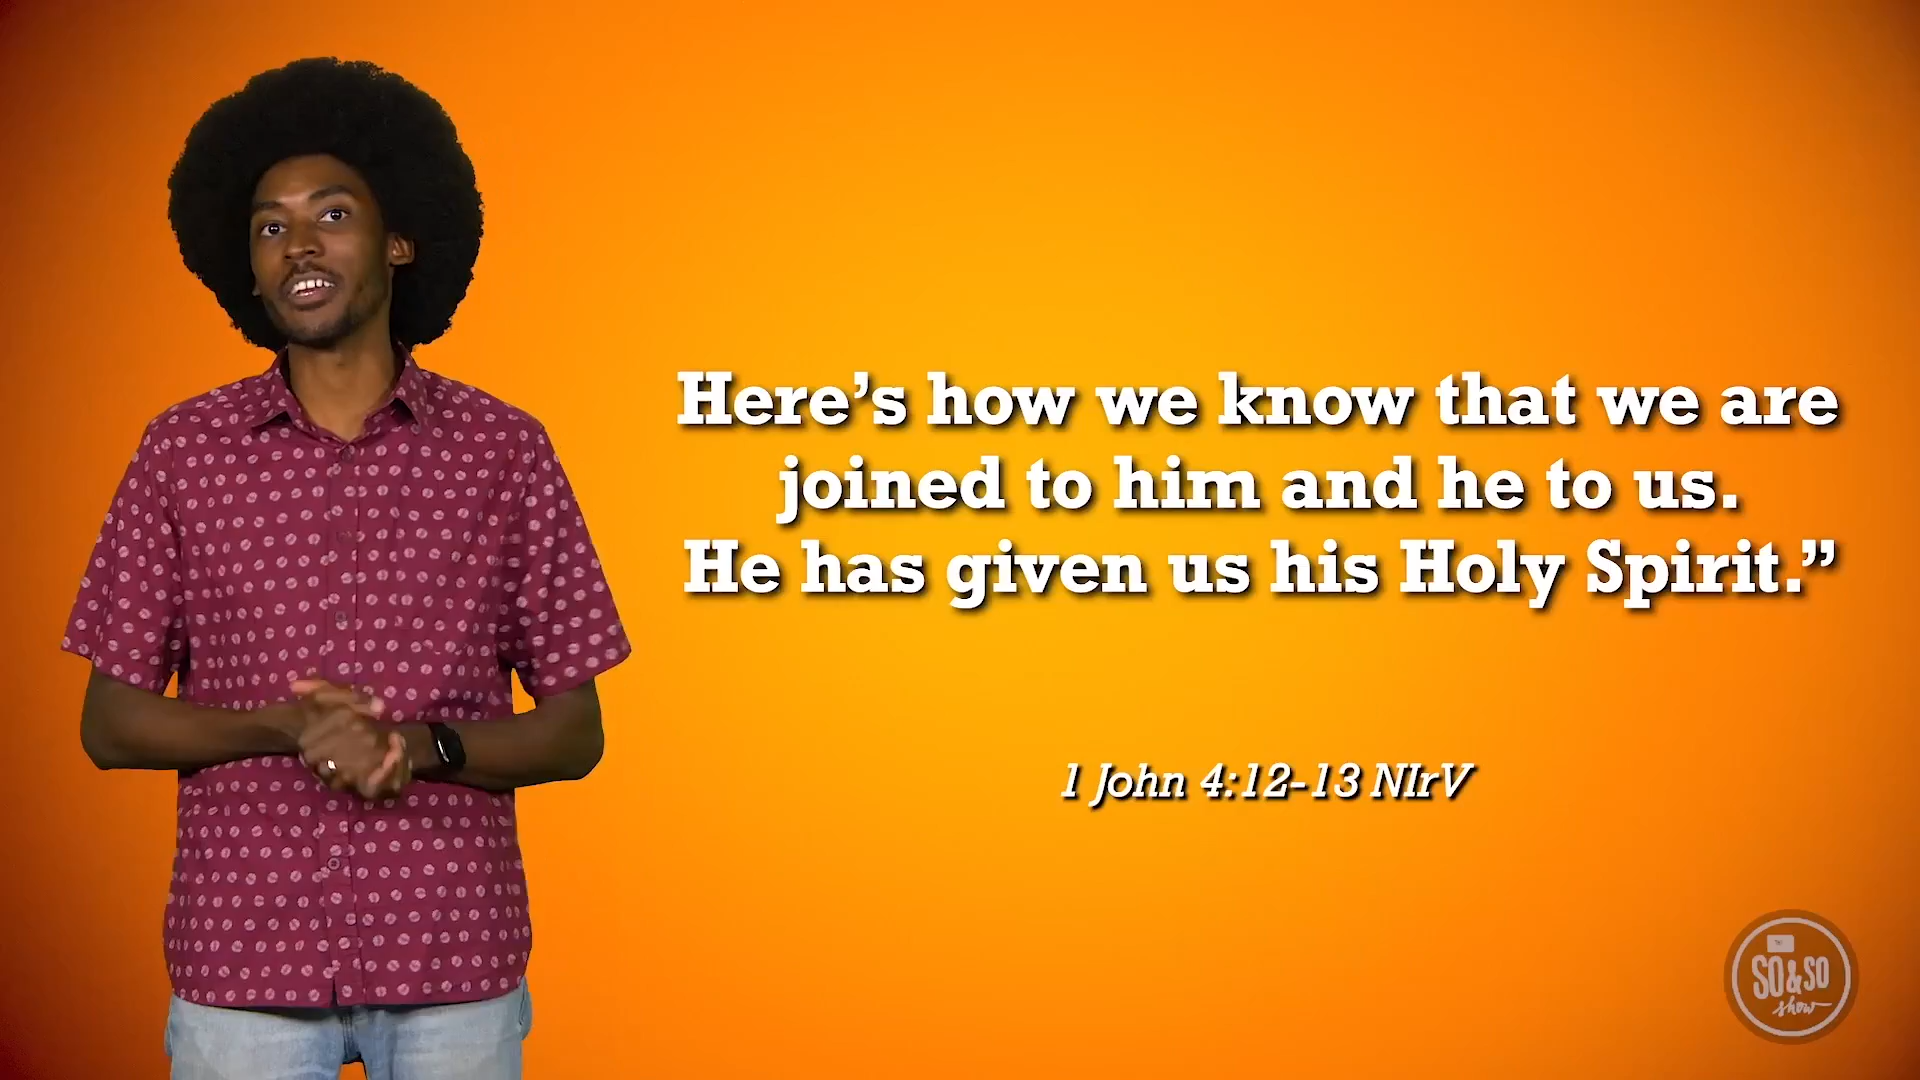 Here’s how we know that we are
joined to him and he to us.
He has given us his Holy Spirit.”
1 John 4:12-13 NIrV
SO & SO
show